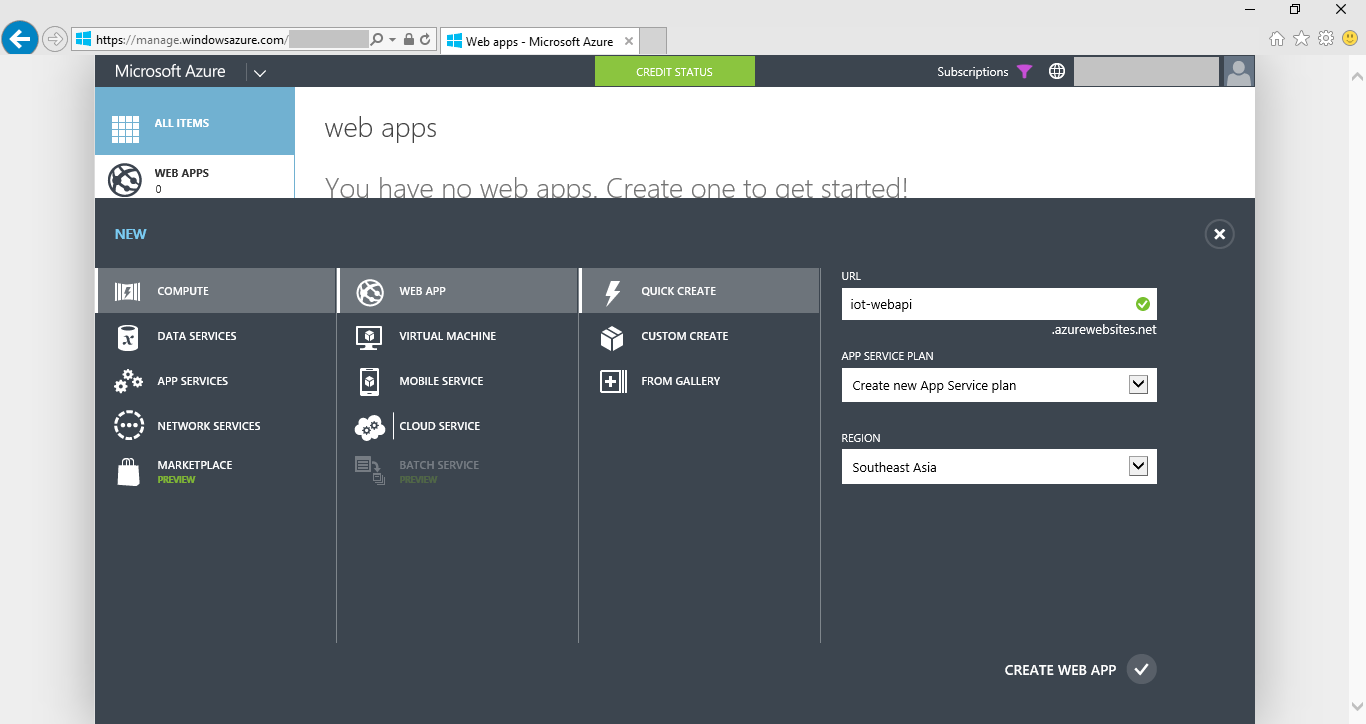 https://manage.windowsazure.com/
Web apps - Microsoft Azure
Microsoft Azure
CREDIT STATUS
Subscriptions
ALL ITEMS
WEB APPS
0
web apps
You have no web apps. Create one to get started!
NEW
COMPUTE
DATA SERVICES
APP SERVICES
NETWORK SERVICES
MARKETPLACE
PREVIEW
WEB APP
VIRTUAL MACHINE
MOBILE SERVICE
CLOUD SERVICE
BATCH SERVICE
PREVIEW
QUICK CREATE
CUSTOM CREATE
FROM GALLERY
URL
iot-webapi
.azurewebsites.net
APP SERVICE PLAN
Create new App Service plan
REGION
Southeast Asia
CREATE WEB APP